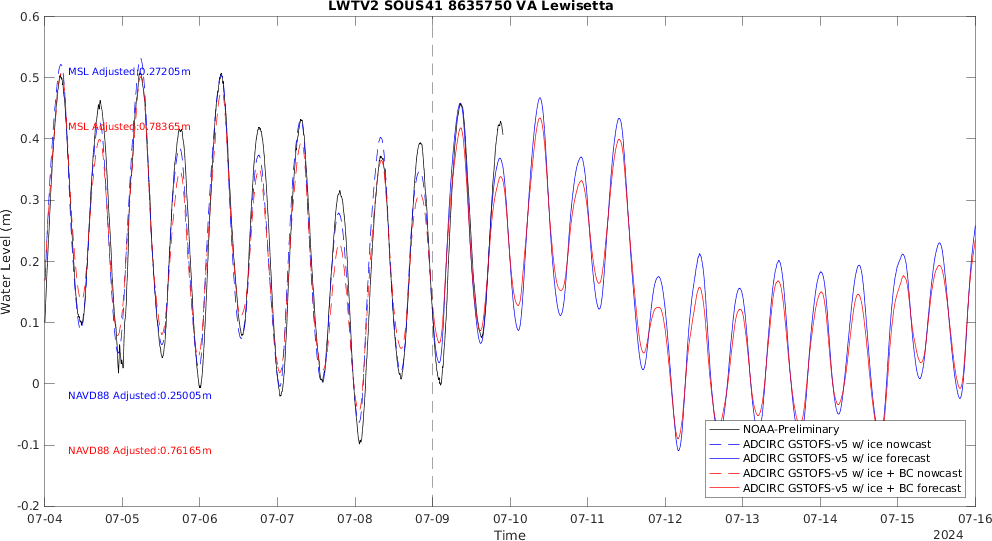 LWTV2 SOUS41 8635750 VA Lewisetta
0.6
0.5
0.4
0.3
0.2
0.1
0
-0.1
-0.2
Water Level (m)
MSL Adjusted:0.27205m
MSL Adjusted:0.78365m
NAVD88 Adjusted:0.25005m
NAVD88 Adjusted:0.76165m
NOAA-Preliminary
ADCIRC GSTOFS-v5 w/ ice nowcast
ADCIRC GSTOFS-v5 w/ ice forecast
ADCIRC GSTOFS-v5 w/ ice + BC nowcast
ADCIRC GSTOFS-v5 w/ ice + BC forecast
07-04 07-05 07-06 07-07 07-08 07-09 07-10 07-11 07-12 07-13 07-14 07-15 07-16
Time
2024